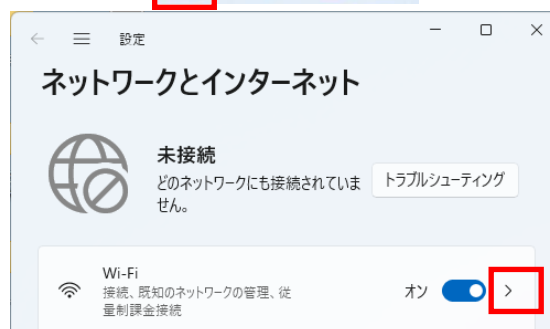 設定
ネットワークとインターネット
未接続
どのネットワークにも接続されていま
せん。
トラブルシューティング
Wi-Fi
接続、既知のネットワークの管理、従
量制課金接続
オン